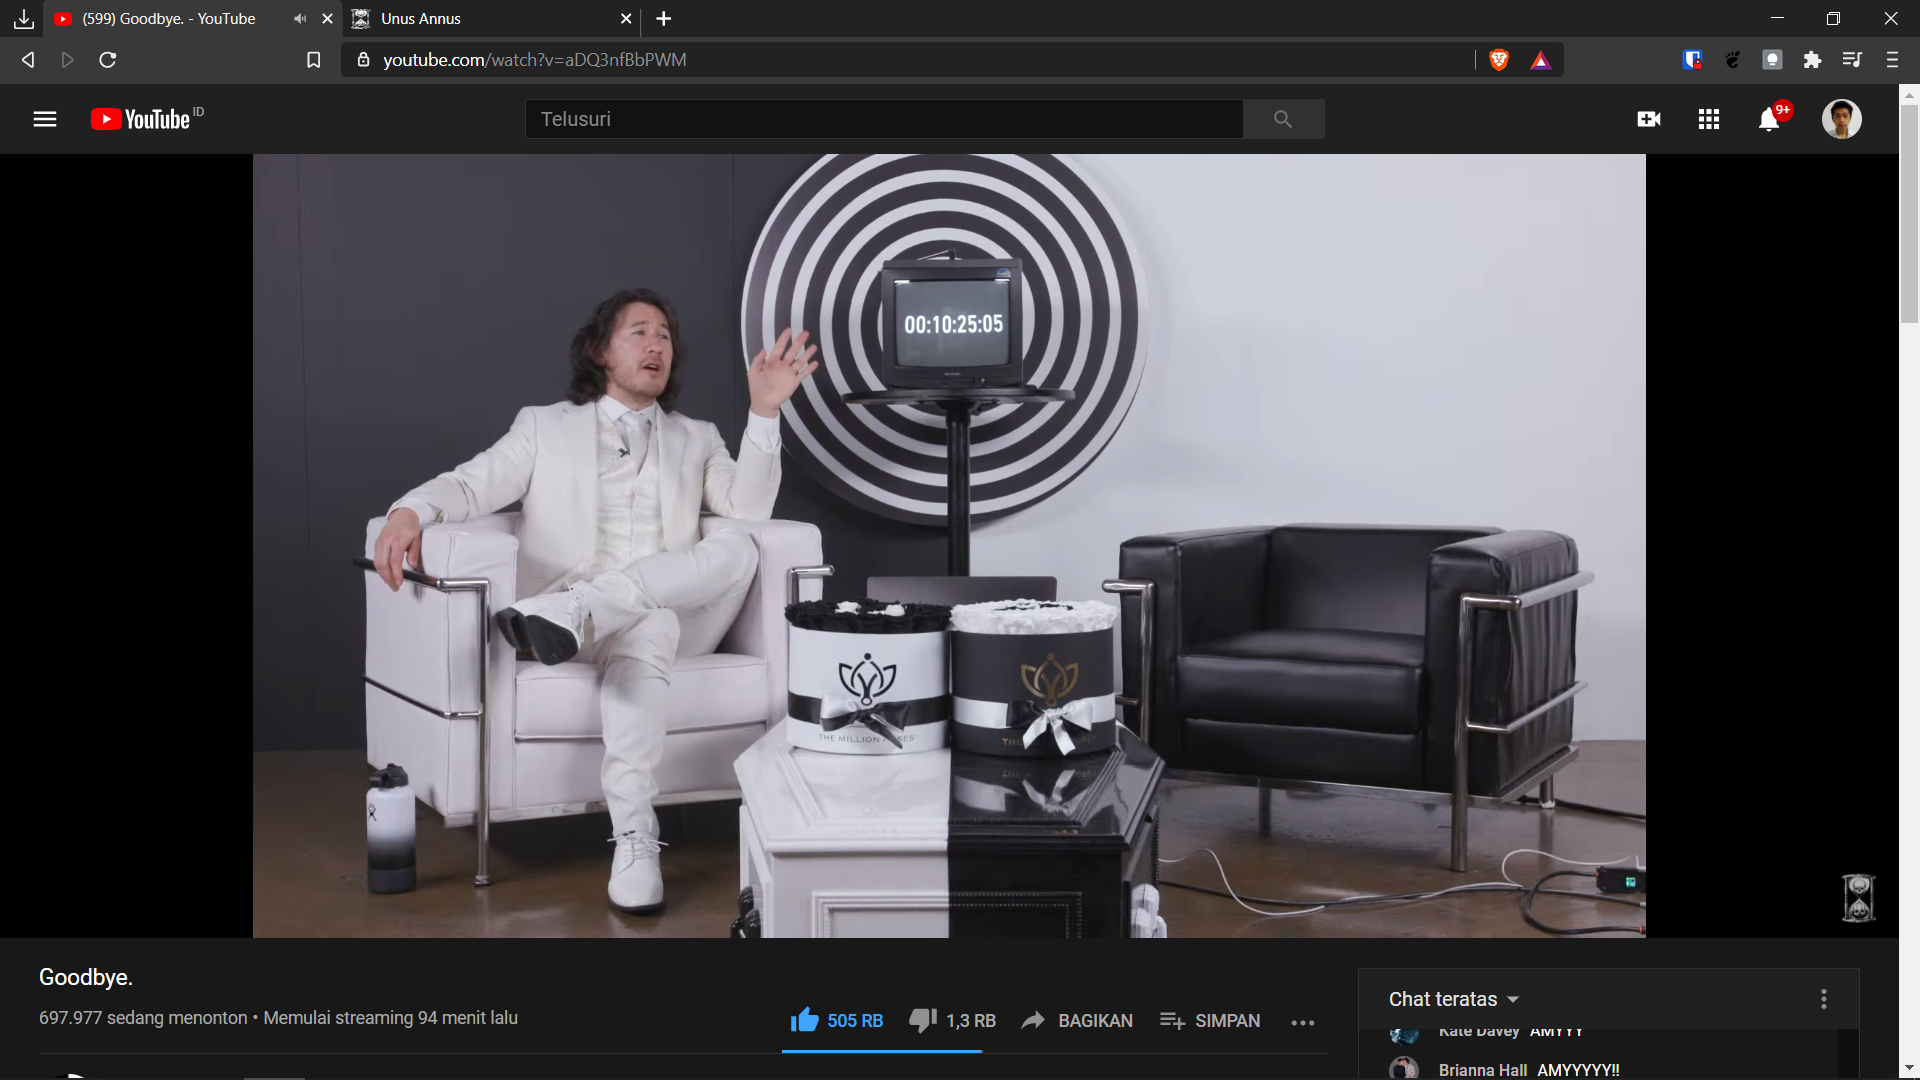 (599) Goodbye. - YouTube
Unus Annus
youtube.com/watch?v=aDQ3nfBbPWM
YouTube ID
Telusuri
9+
00:10:25:05
THE MILLION
Goodbye.
697.977 sedang menonton • Memulai streaming 94 menit lalu
505 RB
1,3 RB
BAGIKAN
SIMPAN
Chat teratas
Kate Davey AMYYY
Brianna Hall AMYYYYY!!